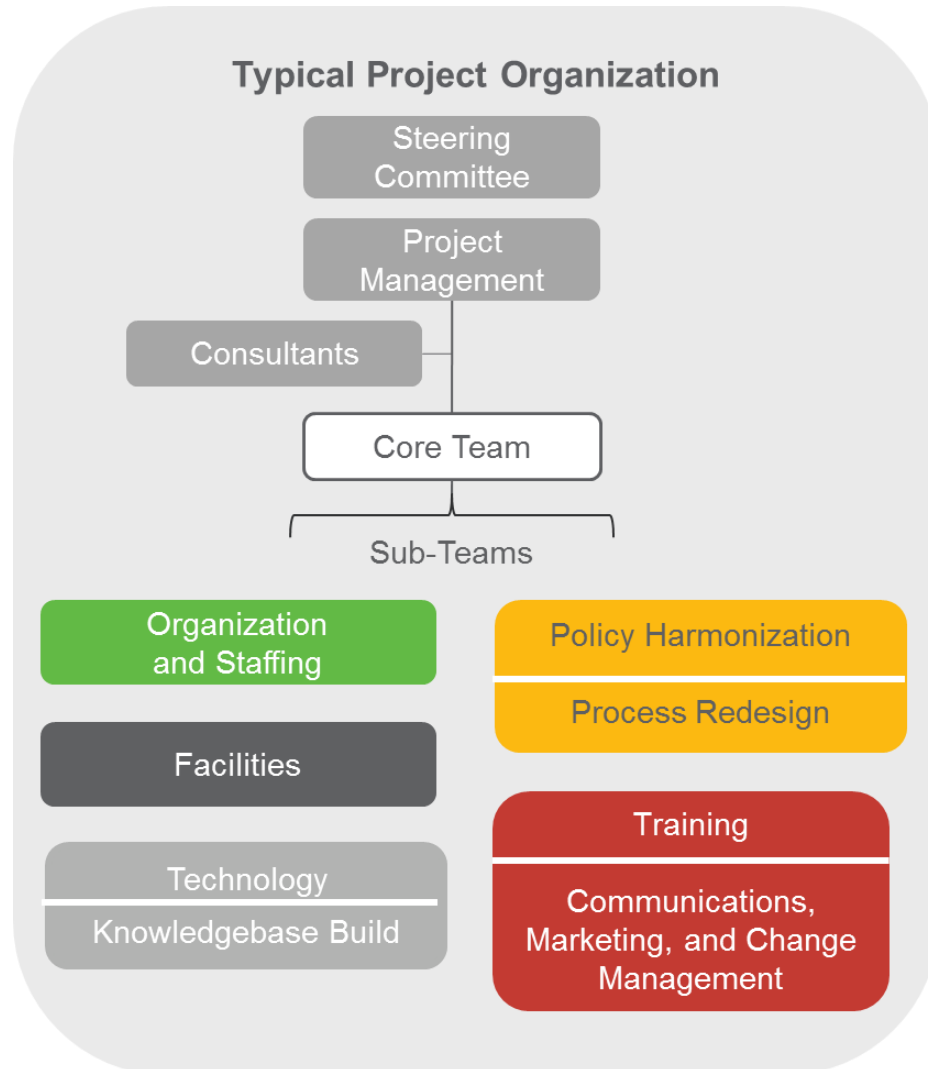 Typical Project Organization
Steering
Committee
Project
Management
Consultants
Core Team
Sub-Teams
Organization
and Staffing
Facilities
Technology
Knowledgebase Build
Policy Harmonization
Process Redesign
Training
Communications,
Marketing, and Change
Management